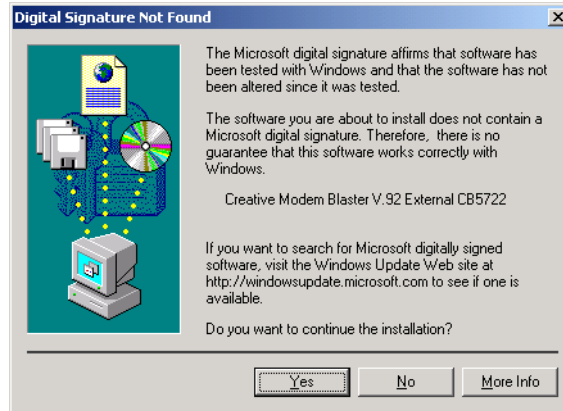 Digital Signature Not Found
The Microsoft digital signature affirms that software has
been tested with Windows and that the software has not
been altered since it was tested.
The software you are about to install does not contain a
Microsoft digital signature. Therefore, there is no
guarantee that this software works correctly with
Windows.
Creative Modem Blaster V.92 External CB5722
If you want to search for Microsoft digitally signed
software, visit the Windows Update Web site at
http://windowsupdate.microsoft.com to see if one is
available.
Do you want to continue the installation?
Yes
No
More Info